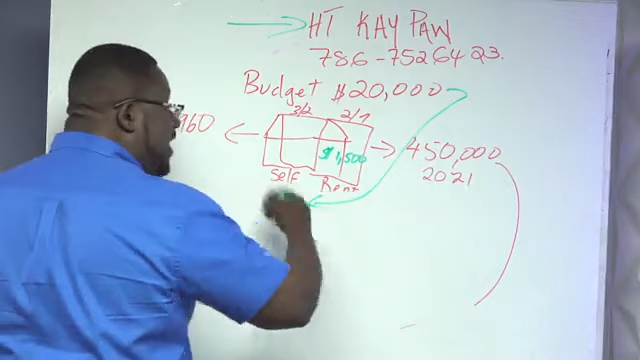 HT KAY PAW
786-7526423.
Budget $20,000
3/2 2/1
960
$1,500
450,000
Self Rent
2021